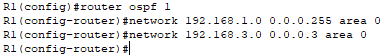 R1(config)#router ospf 1
R1(config-router)#network 192.168.1.0 0.0.0.255 area 0
R1(config-router)#network 192.168.3.0 0.0.0.3 area 0
R1(config-router)#